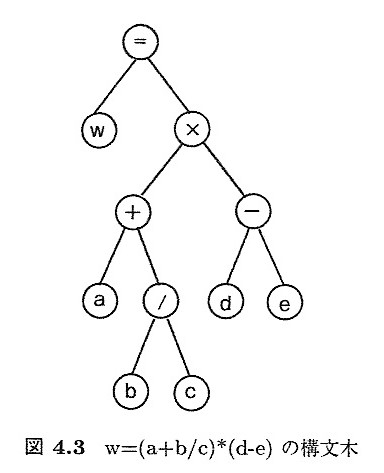 =
w ×
+ −
a / d e
b c
図 4.3 w=(a+b/c)*(d-e) の構文木